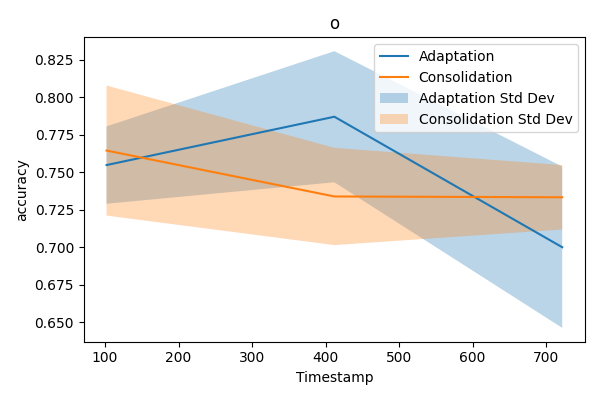 o
Adaptation
Consolidation
Adaptation Std Dev
Consolidation Std Dev
accuracy
0.825
0.800
0.775
0.750
0.725
0.700
0.675
0.650
100 200 300 400 500 600 700
Timestamp